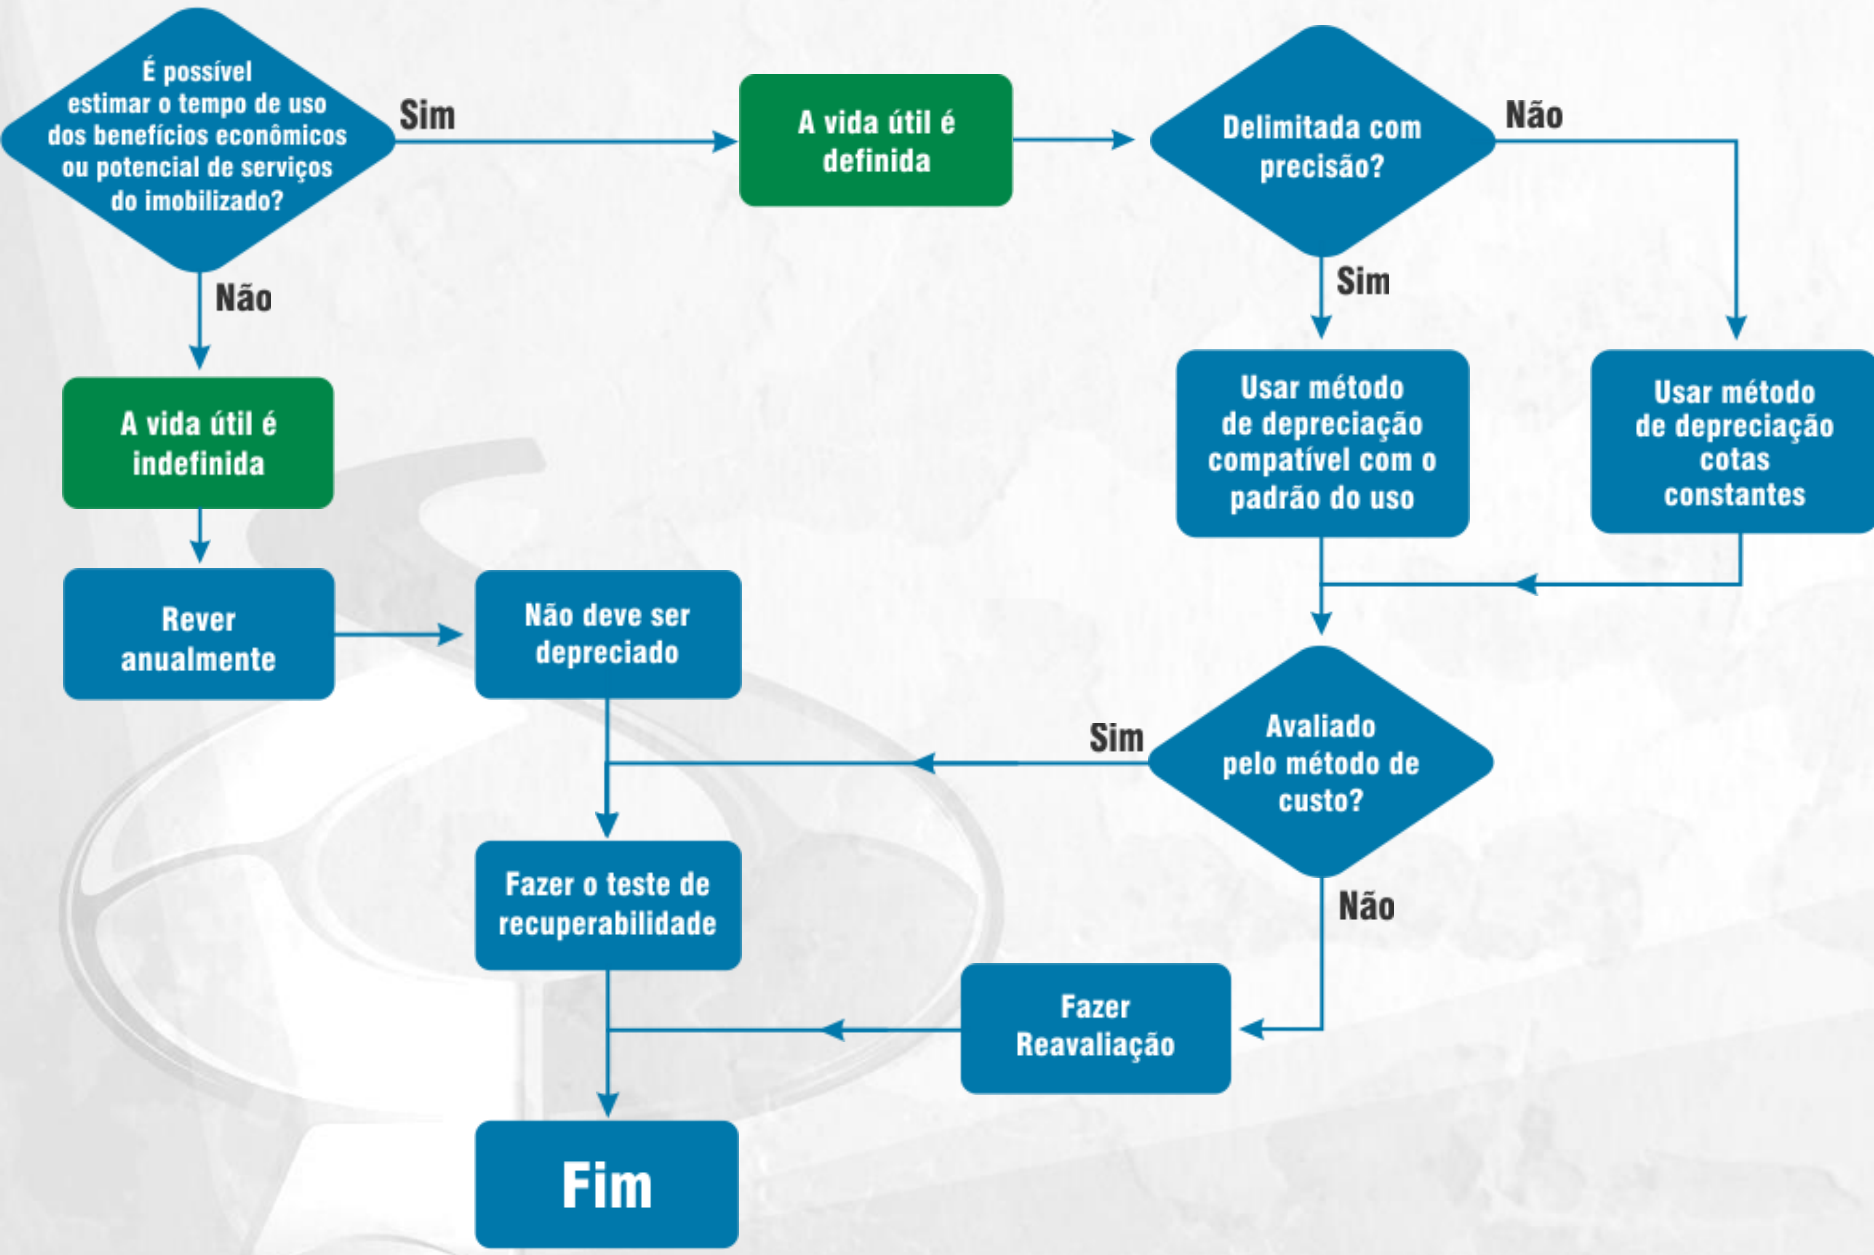 É possível
estimar o tempo de uso
dos benefícios econômicos
ou potencial de serviços
do imobilizado?
Sim
A vida útil é
definida
Delimitada com
precisão?
Não
Sim
Não
A vida útil é
indefinida
Usar método
de depreciação
compatível com o
padrão do uso
Usar método
de depreciação
cotas
constantes
Rever
anualmente
Não deve ser
depreciado
Avaliado
pelo método de
custo?
Sim
Não
Fazer o teste de
recuperabilidade
Fazer
Reavaliação
Fim